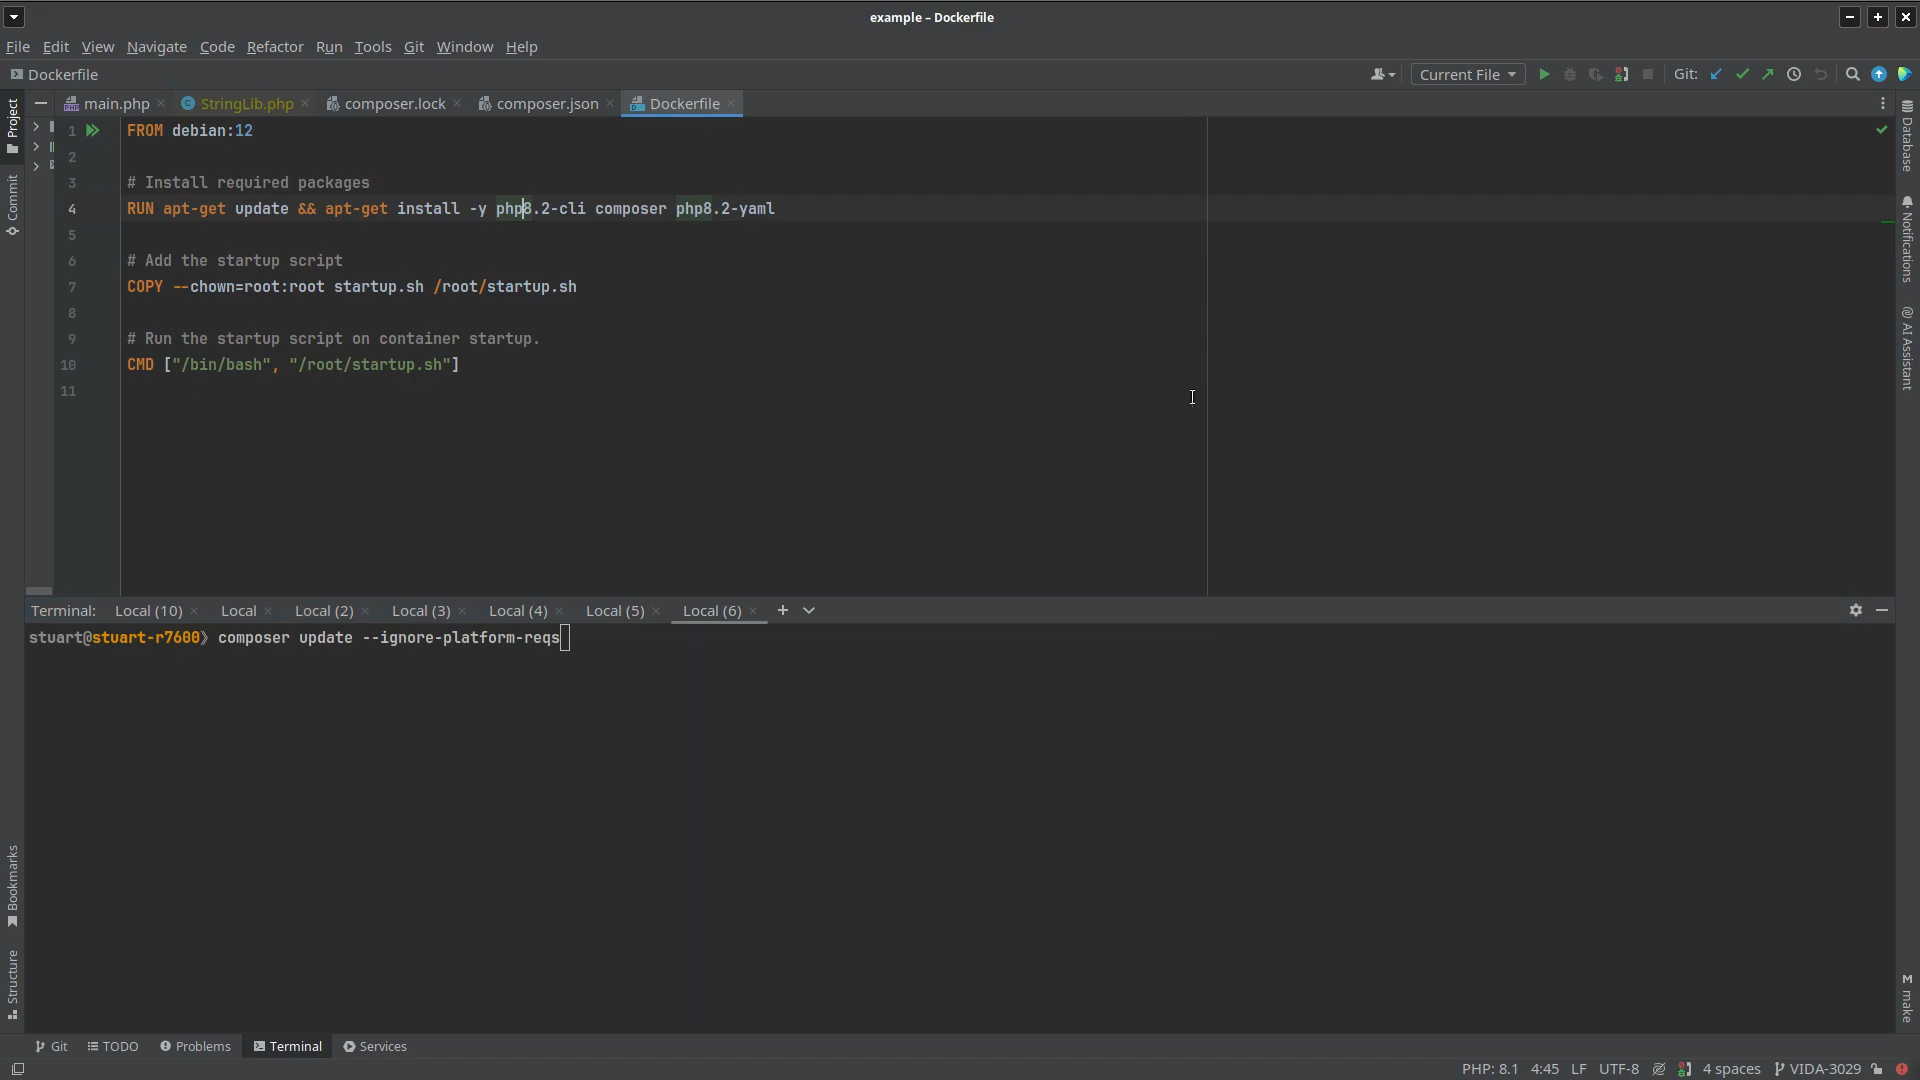 example – Dockerfile
File Edit View Navigate Code Refactor Run Tools Git Window Help
Dockerfile
Current File
Git:
main.php
StringLib.php
composer.lock
composer.json
Dockerfile
Project
Commit
Bookmarks
Structure
1 FROM debian:12
2
3 # Install required packages
4 RUN apt-get update && apt-get install -y php8.2-cli composer php8.2-yaml
5
6 # Add the startup script
7 COPY --chown=root:root startup.sh /root/startup.sh
8
9 # Run the startup script on container startup.
10 CMD ["/bin/bash", "/root/startup.sh"]
11
Database
Notifications
AI Assistant
make
Terminal: Local (10) Local Local (2) Local (3) Local (4) Local (5) Local (6)
stuart@stuart-r7600》 composer update --ignore-platform-reqs
Git TODO Problems Terminal Services
PHP: 8.1 4:45 LF UTF-8 4 spaces VIDA-3029